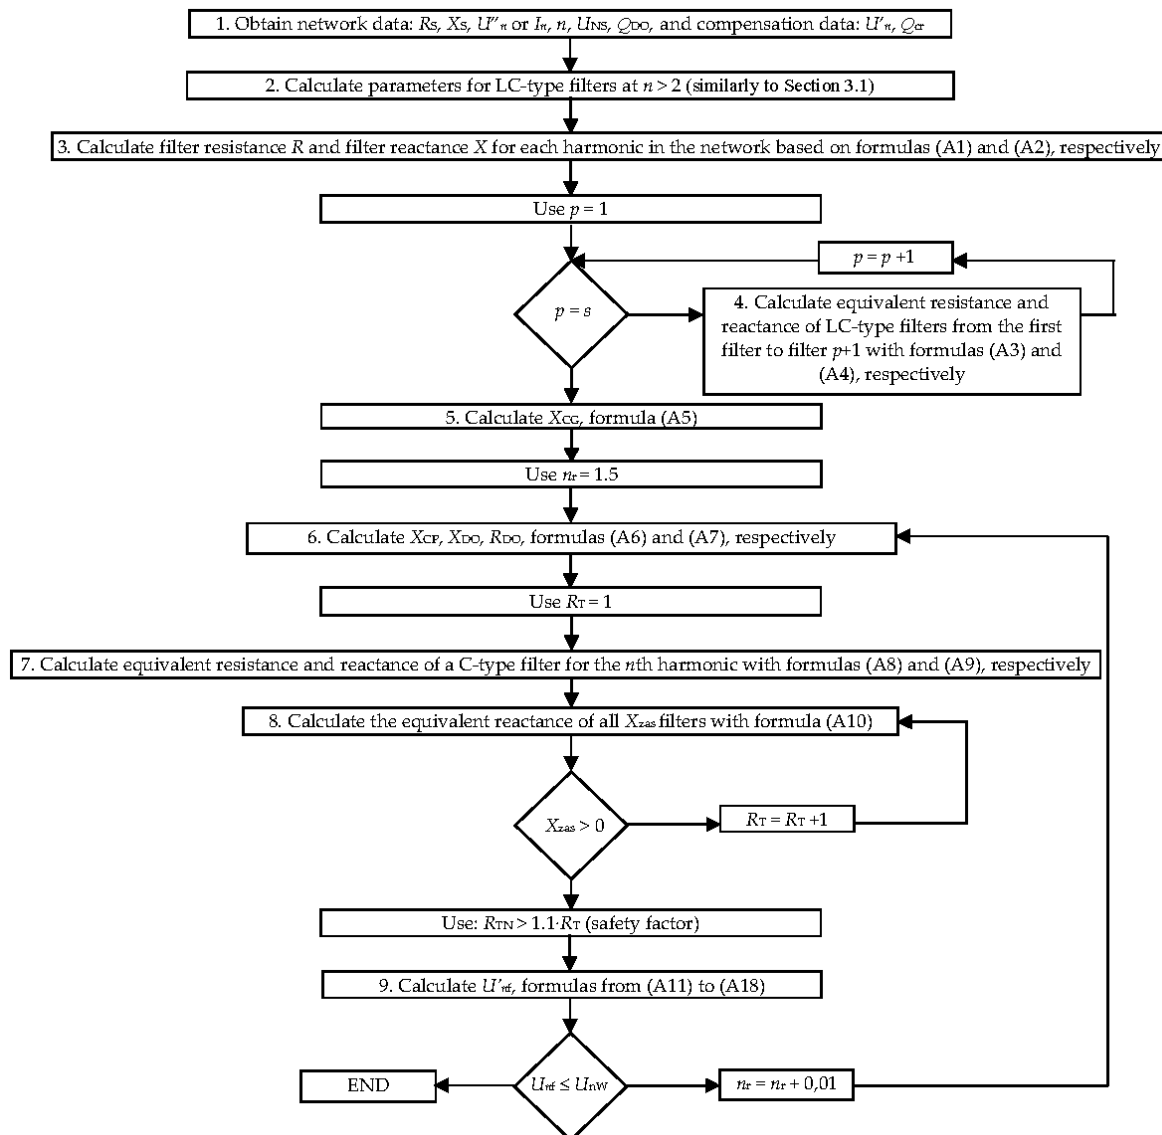 1. Obtain network data: RS, XS, U″n or In, n, UNS, QDO, and compensation data: U′n, Qcr
2. Calculate parameters for LC-type filters at n > 2 (similarly to Section 3.1)
3. Calculate filter resistance R and filter reactance X for each harmonic in the network based on formulas (A1) and (A2), respectively
Use p = 1
p = p +1
p = s
4. Calculate equivalent resistance and
reactance of LC-type filters from the first
filter to filter p+1 with formulas (A3) and
(A4), respectively
5. Calculate XCG, formula (A5)
Use nr = 1.5
6. Calculate XCF, XDO, RDO, formulas (A6) and (A7), respectively
Use RT = 1
7. Calculate equivalent resistance and reactance of a C-type filter for the nth harmonic with formulas (A8) and (A9), respectively
8. Calculate the equivalent reactance of all Xzas filters with formula (A10)
Xzas > 0
RT = RT +1
Use: RTN > 1.1·RT (safety factor)
9. Calculate U′nf, formulas from (A11) to (A18)
END
Unf ≤ UnW
nr = nr + 0,01